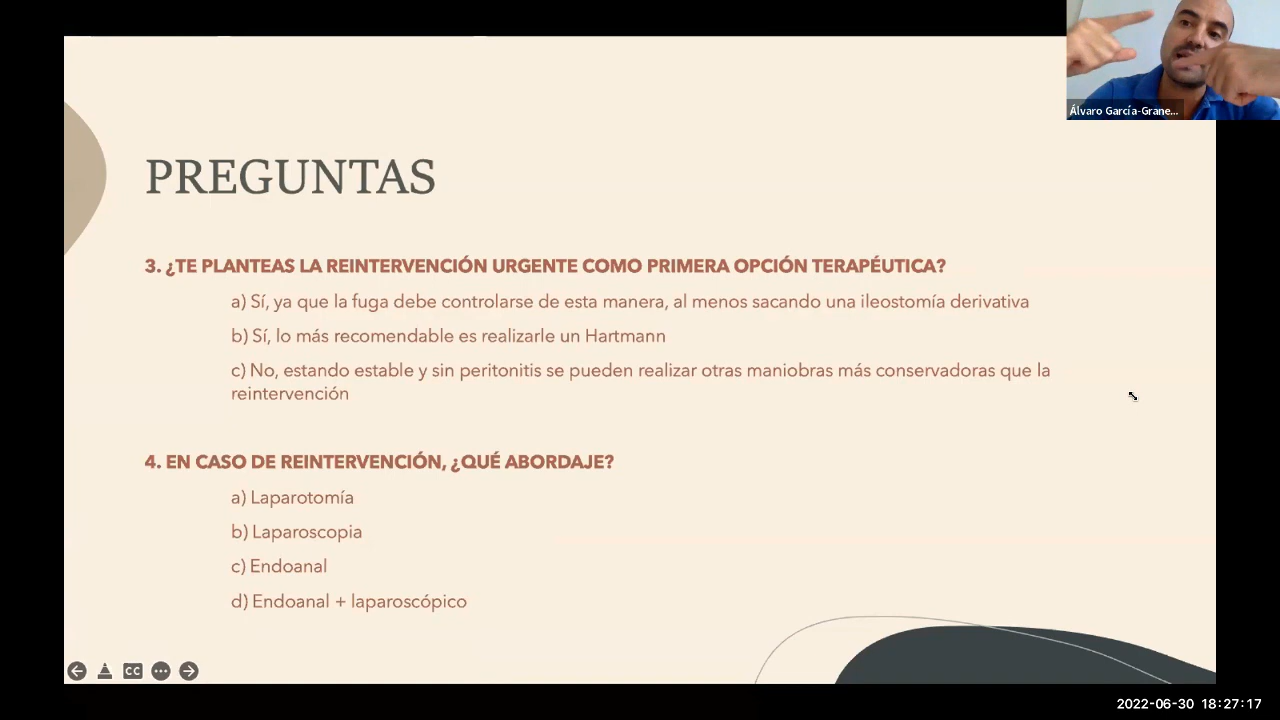 Álvaro García-Grane...
PREGUNTAS
3. ¿TE PLANTEAS LA REINTERVENCIÓN URGENTE COMO PRIMERA OPCIÓN TERAPÉUTICA?
a) Sí, ya que la fuga debe controlarse de esta manera, al menos sacando una ileostomía derivativa
b) Sí, lo más recomendable es realizarle un Hartmann
c) No, estando estable y sin peritonitis se pueden realizar otras maniobras más conservadoras que la
reintervención
4. EN CASO DE REINTERVENCIÓN, ¿QUÉ ABORDAJE?
a) Laparotomía
b) Laparoscopia
c) Endoanal
d) Endoanal + laparoscópico
CC
2022-06-30 18:27:17